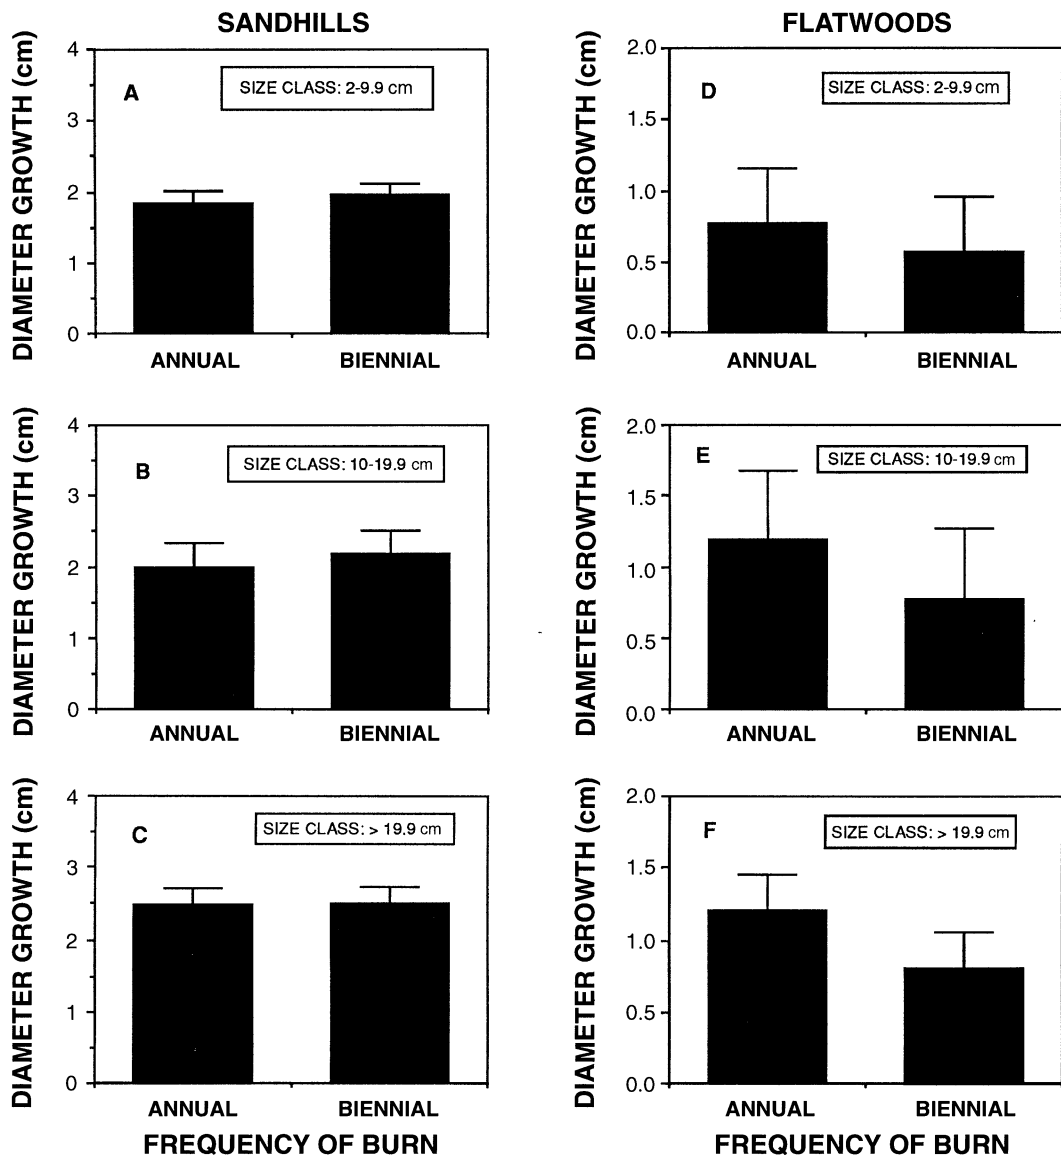 SANDHILLS
FLATWOODS
DIAMETER GROWTH (cm)
4
3
2
1
0
A
SIZE CLASS: 2-9.9 cm
ANNUAL
BIENNIAL
DIAMETER GROWTH (cm)
2.0
1.5
1.0
0.5
0.0
D
SIZE CLASS: 2-9.9 cm
ANNUAL
BIENNIAL
DIAMETER GROWTH (cm)
4
3
2
1
0
B
SIZE CLASS: 10-19.9 cm
ANNUAL
BIENNIAL
DIAMETER GROWTH (cm)
2.0
1.5
1.0
0.5
0.0
E
SIZE CLASS: 10-19.9 cm
ANNUAL
BIENNIAL
DIAMETER GROWTH (cm)
4
3
2
1
0
C
SIZE CLASS: > 19.9 cm
ANNUAL
BIENNIAL
FREQUENCY OF BURN
DIAMETER GROWTH (cm)
2.0
1.5
1.0
0.5
0.0
F
SIZE CLASS: > 19.9 cm
ANNUAL
BIENNIAL
FREQUENCY OF BURN